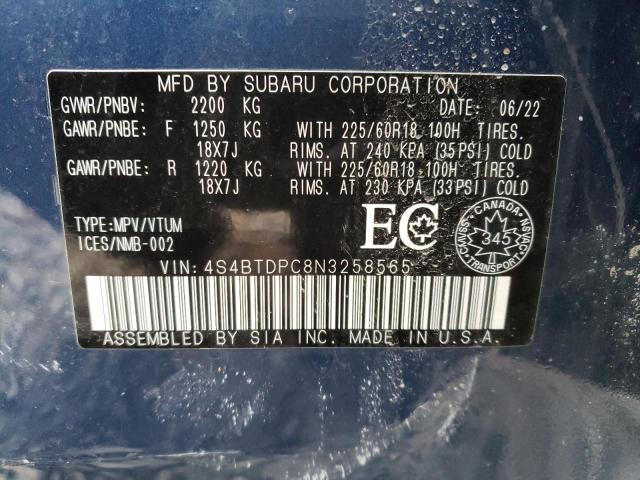 MFD BY SUBARU CORPORATION
GVWR/PNBV: 2200 KG DATE: 06/22
GAWR/PNBE: F 1250 KG WITH 225/60R18 100H TIRES.
18X7J RIMS. AT 240 KPA (35PSI) COLD
GAWR/PNBE: R 1220 KG WITH 225/60R18 100H TIRES.
18X7J RIMS. AT 230 KPA (33PSI) COLD
TYPE:MPV/VTUM
ICES/NMB-002
EC
CANADA
345
TRANSPORT
CANVAS
VIN: 4S4BTDPC8N3258565
ASSEMBLED BY SIA INC. MADE IN U.S.A.